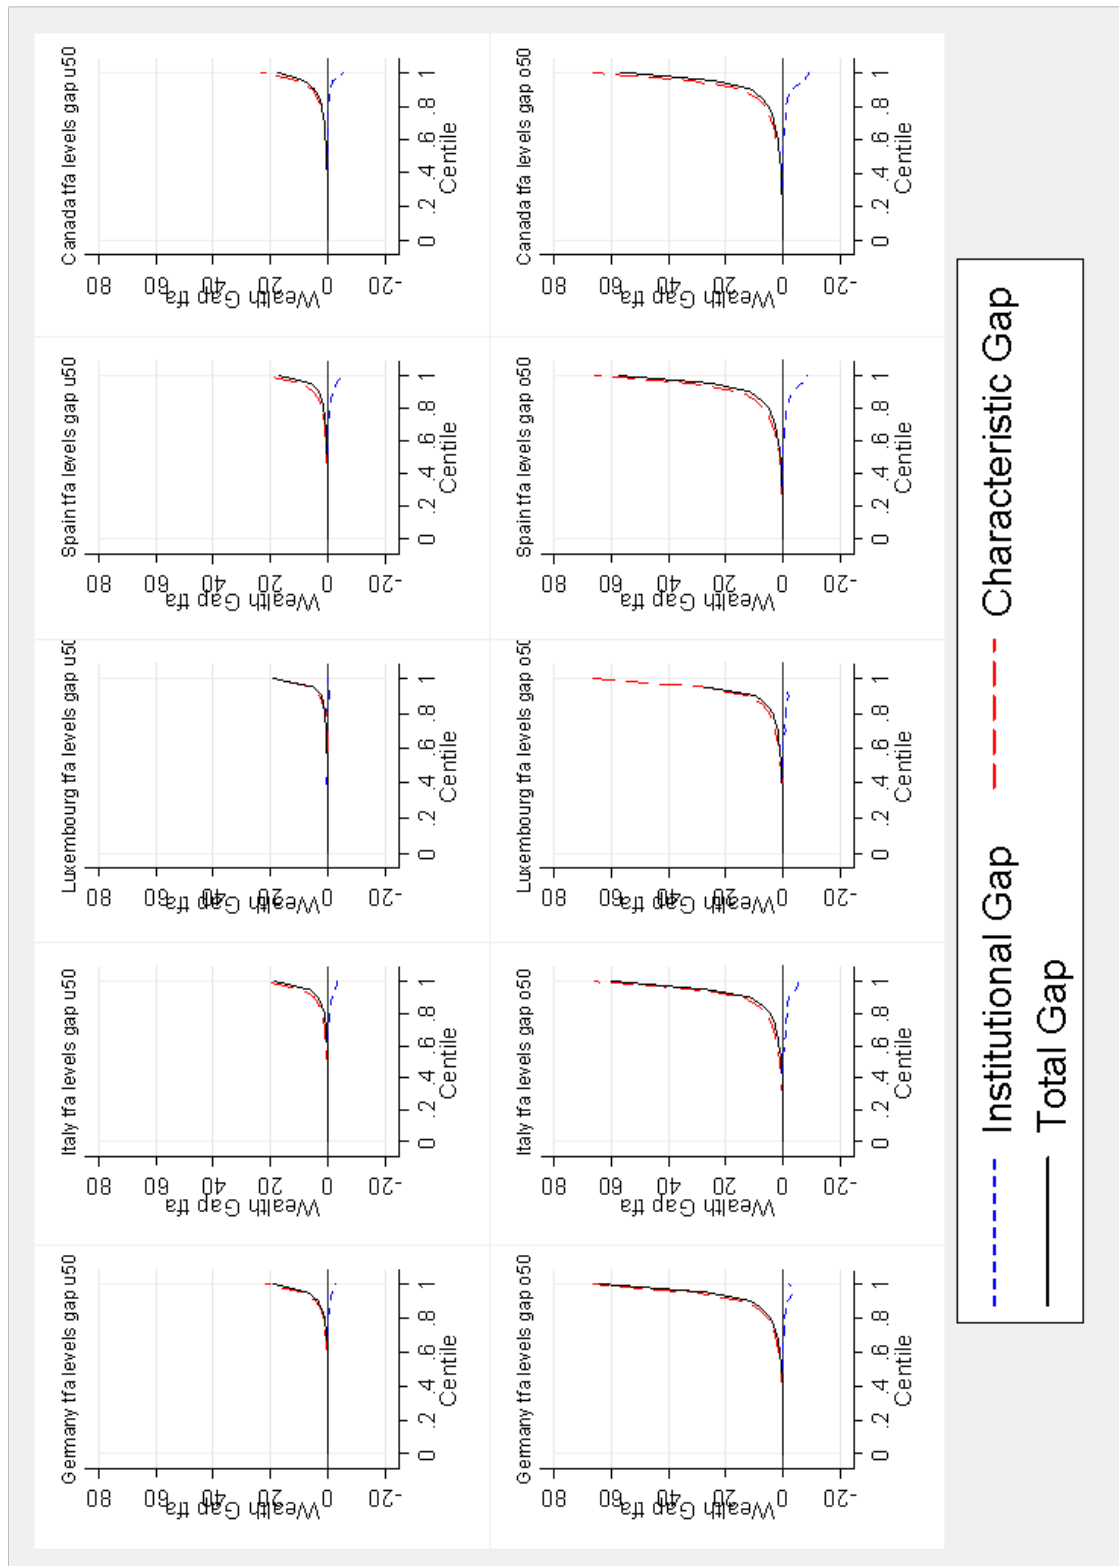 Germany tfa levels gap u50
Wealth Gap tfa
80
60
40
20
0
-20
0 .2 .4 .6 .8 1
Centile
Italy tfa levels gap u50
Wealth Gap tfa
80
60
40
20
0
-20
0 .2 .4 .6 .8 1
Centile
Luxembourg tfa levels gap u50
Wealth Gap tfa
80
60
40
20
0
-20
0 .2 .4 .6 .8 1
Centile
Spain tfa levels gap u50
Wealth Gap tfa
80
60
40
20
0
-20
0 .2 .4 .6 .8 1
Centile
Canada tfa levels gap u50
Wealth Gap tfa
80
60
40
20
0
-20
0 .2 .4 .6 .8 1
Centile
Germany tfa levels gap o50
Wealth Gap tfa
80
60
40
20
0
-20
0 .2 .4 .6 .8 1
Centile
Italy tfa levels gap o50
Wealth Gap tfa
80
60
40
20
0
-20
0 .2 .4 .6 .8 1
Centile
Luxembourg tfa levels gap o50
Wealth Gap tfa
80
60
40
20
0
-20
0 .2 .4 .6 .8 1
Centile
Spain tfa levels gap o50
Wealth Gap tfa
80
60
40
20
0
-20
0 .2 .4 .6 .8 1
Centile
Canada tfa levels gap o50
Wealth Gap tfa
80
60
40
20
0
-20
0 .2 .4 .6 .8 1
Centile
Institutional Gap Characteristic Gap
Total Gap